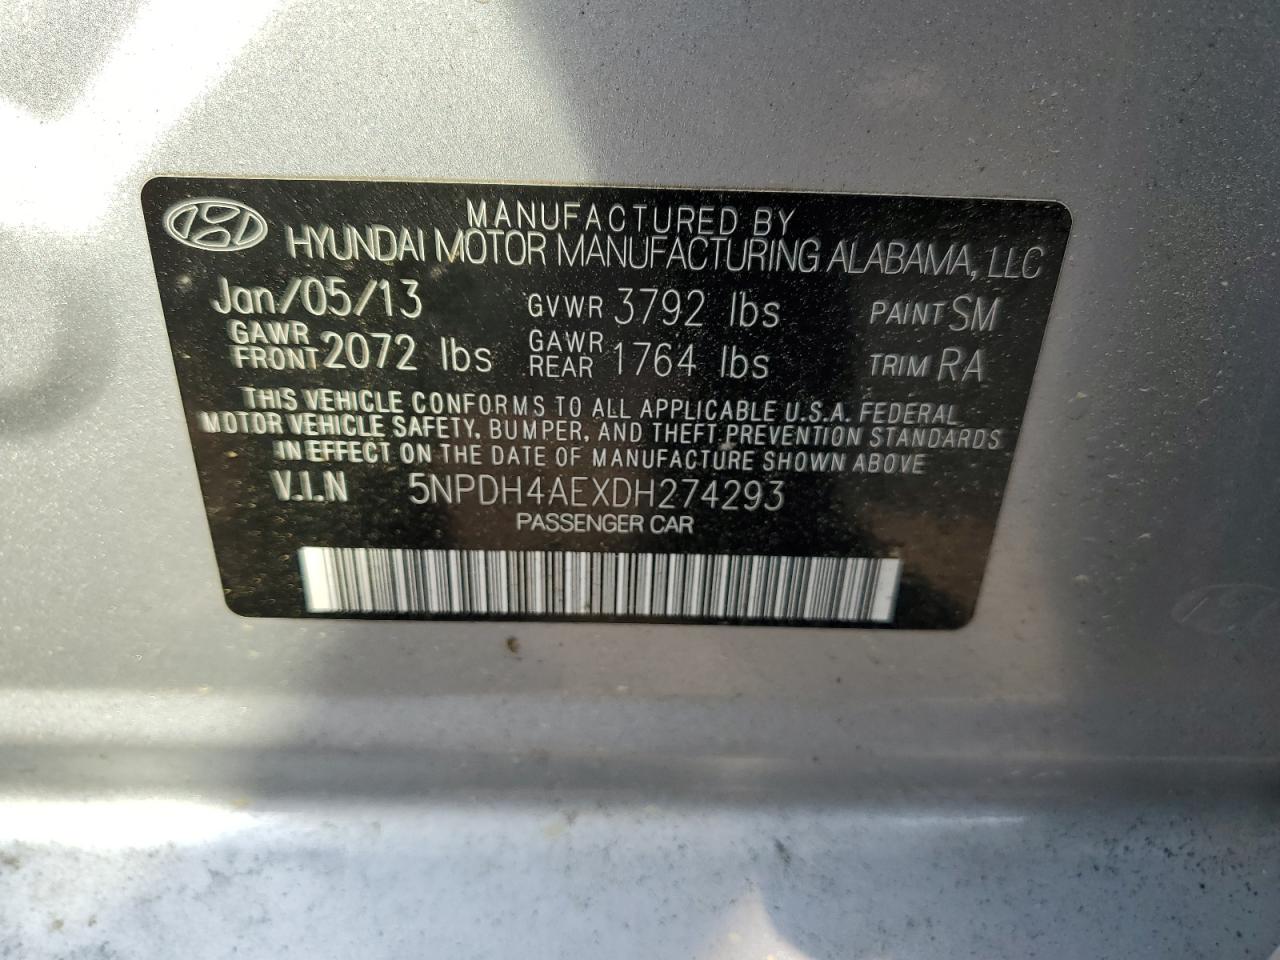 MANUFACTURED BY
HYUNDAI MOTOR MANUFACTURING ALABAMA, LLC
Jan/05/13 GVWR 3792 lbs PAINT SM
GAWR FRONT 2072 lbs GAWR REAR 1764 lbs TRIM RA
THIS VEHICLE CONFORMS TO ALL APPLICABLE U.S.A. FEDERAL
MOTOR VEHICLE SAFETY, BUMPER, AND THEFT PREVENTION STANDARDS
IN EFFECT ON THE DATE OF MANUFACTURE SHOWN ABOVE
V.I.N 5NPDH4AEXDH274293
PASSENGER CAR